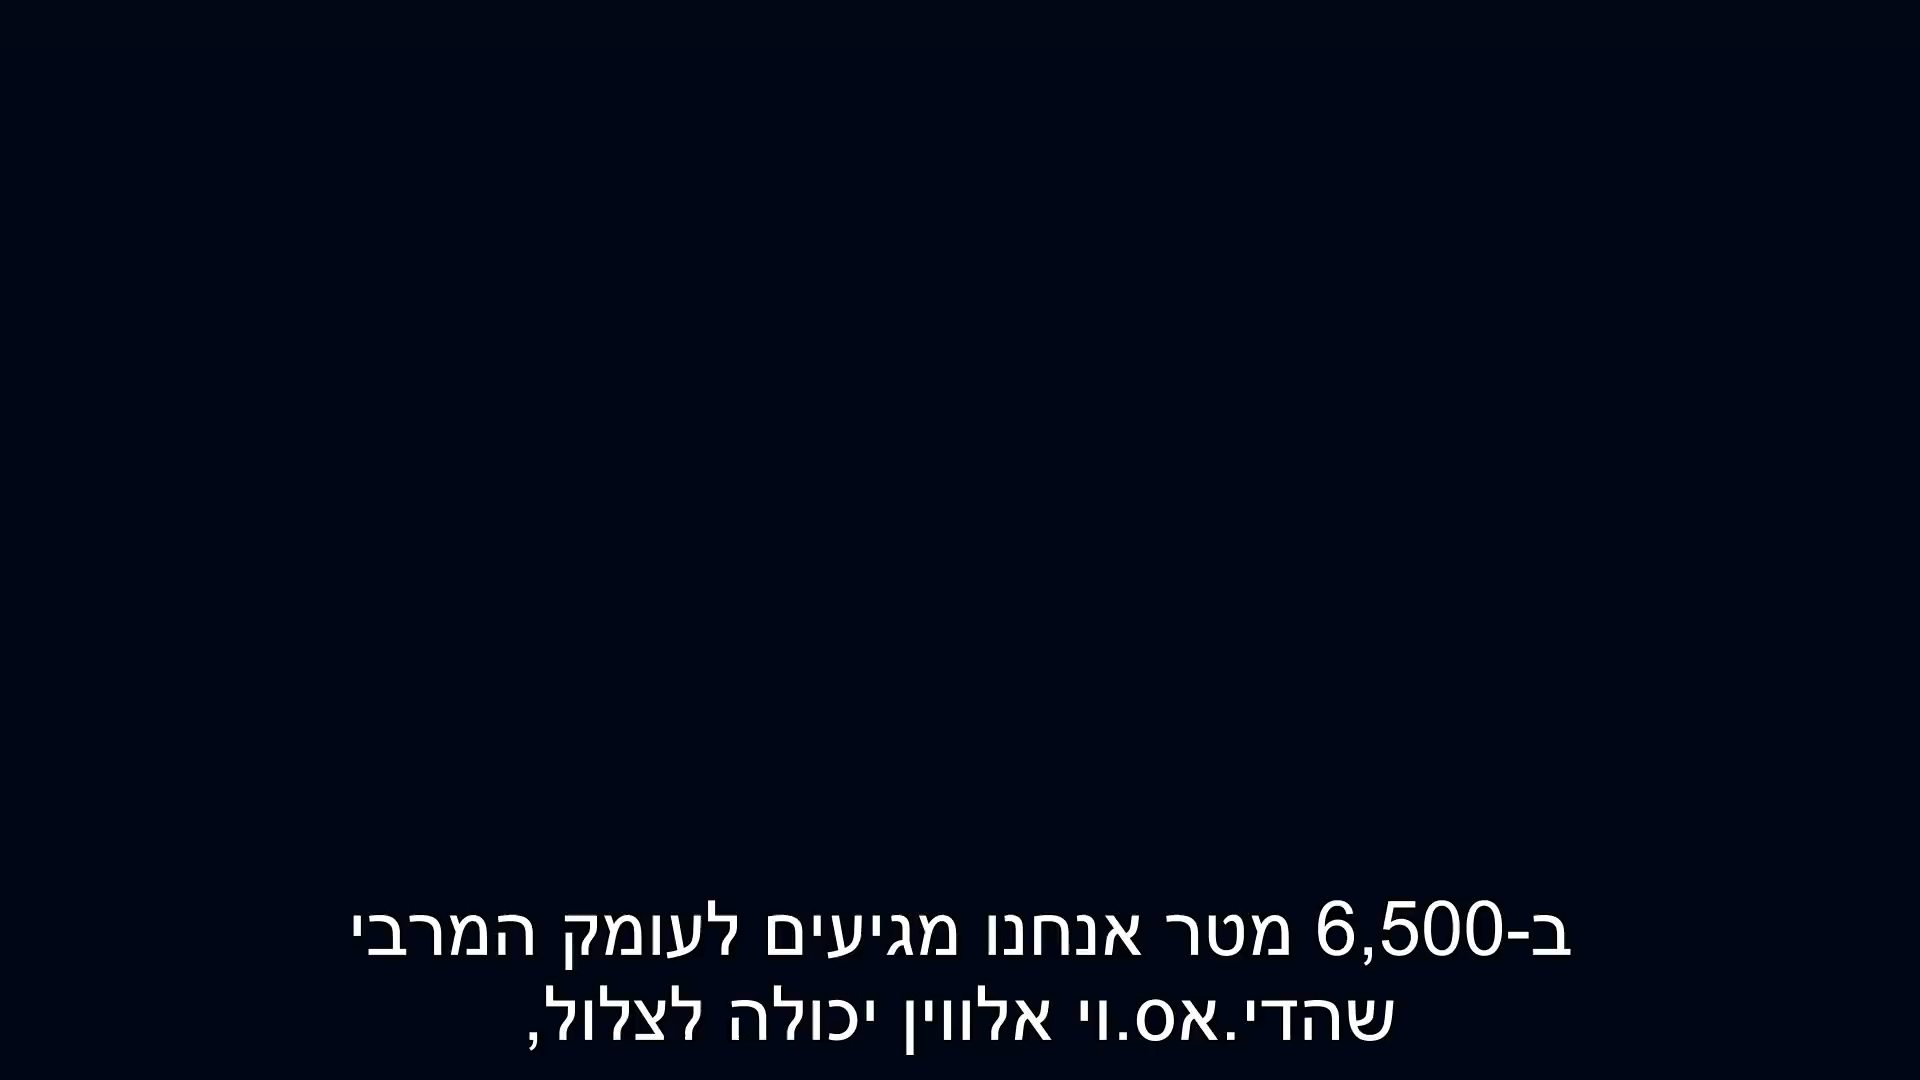 ב-6,500 מטר אנחנו מגיעים לעומק המרבי
שהדי.אס.וי אלווין יכולה לצלול,